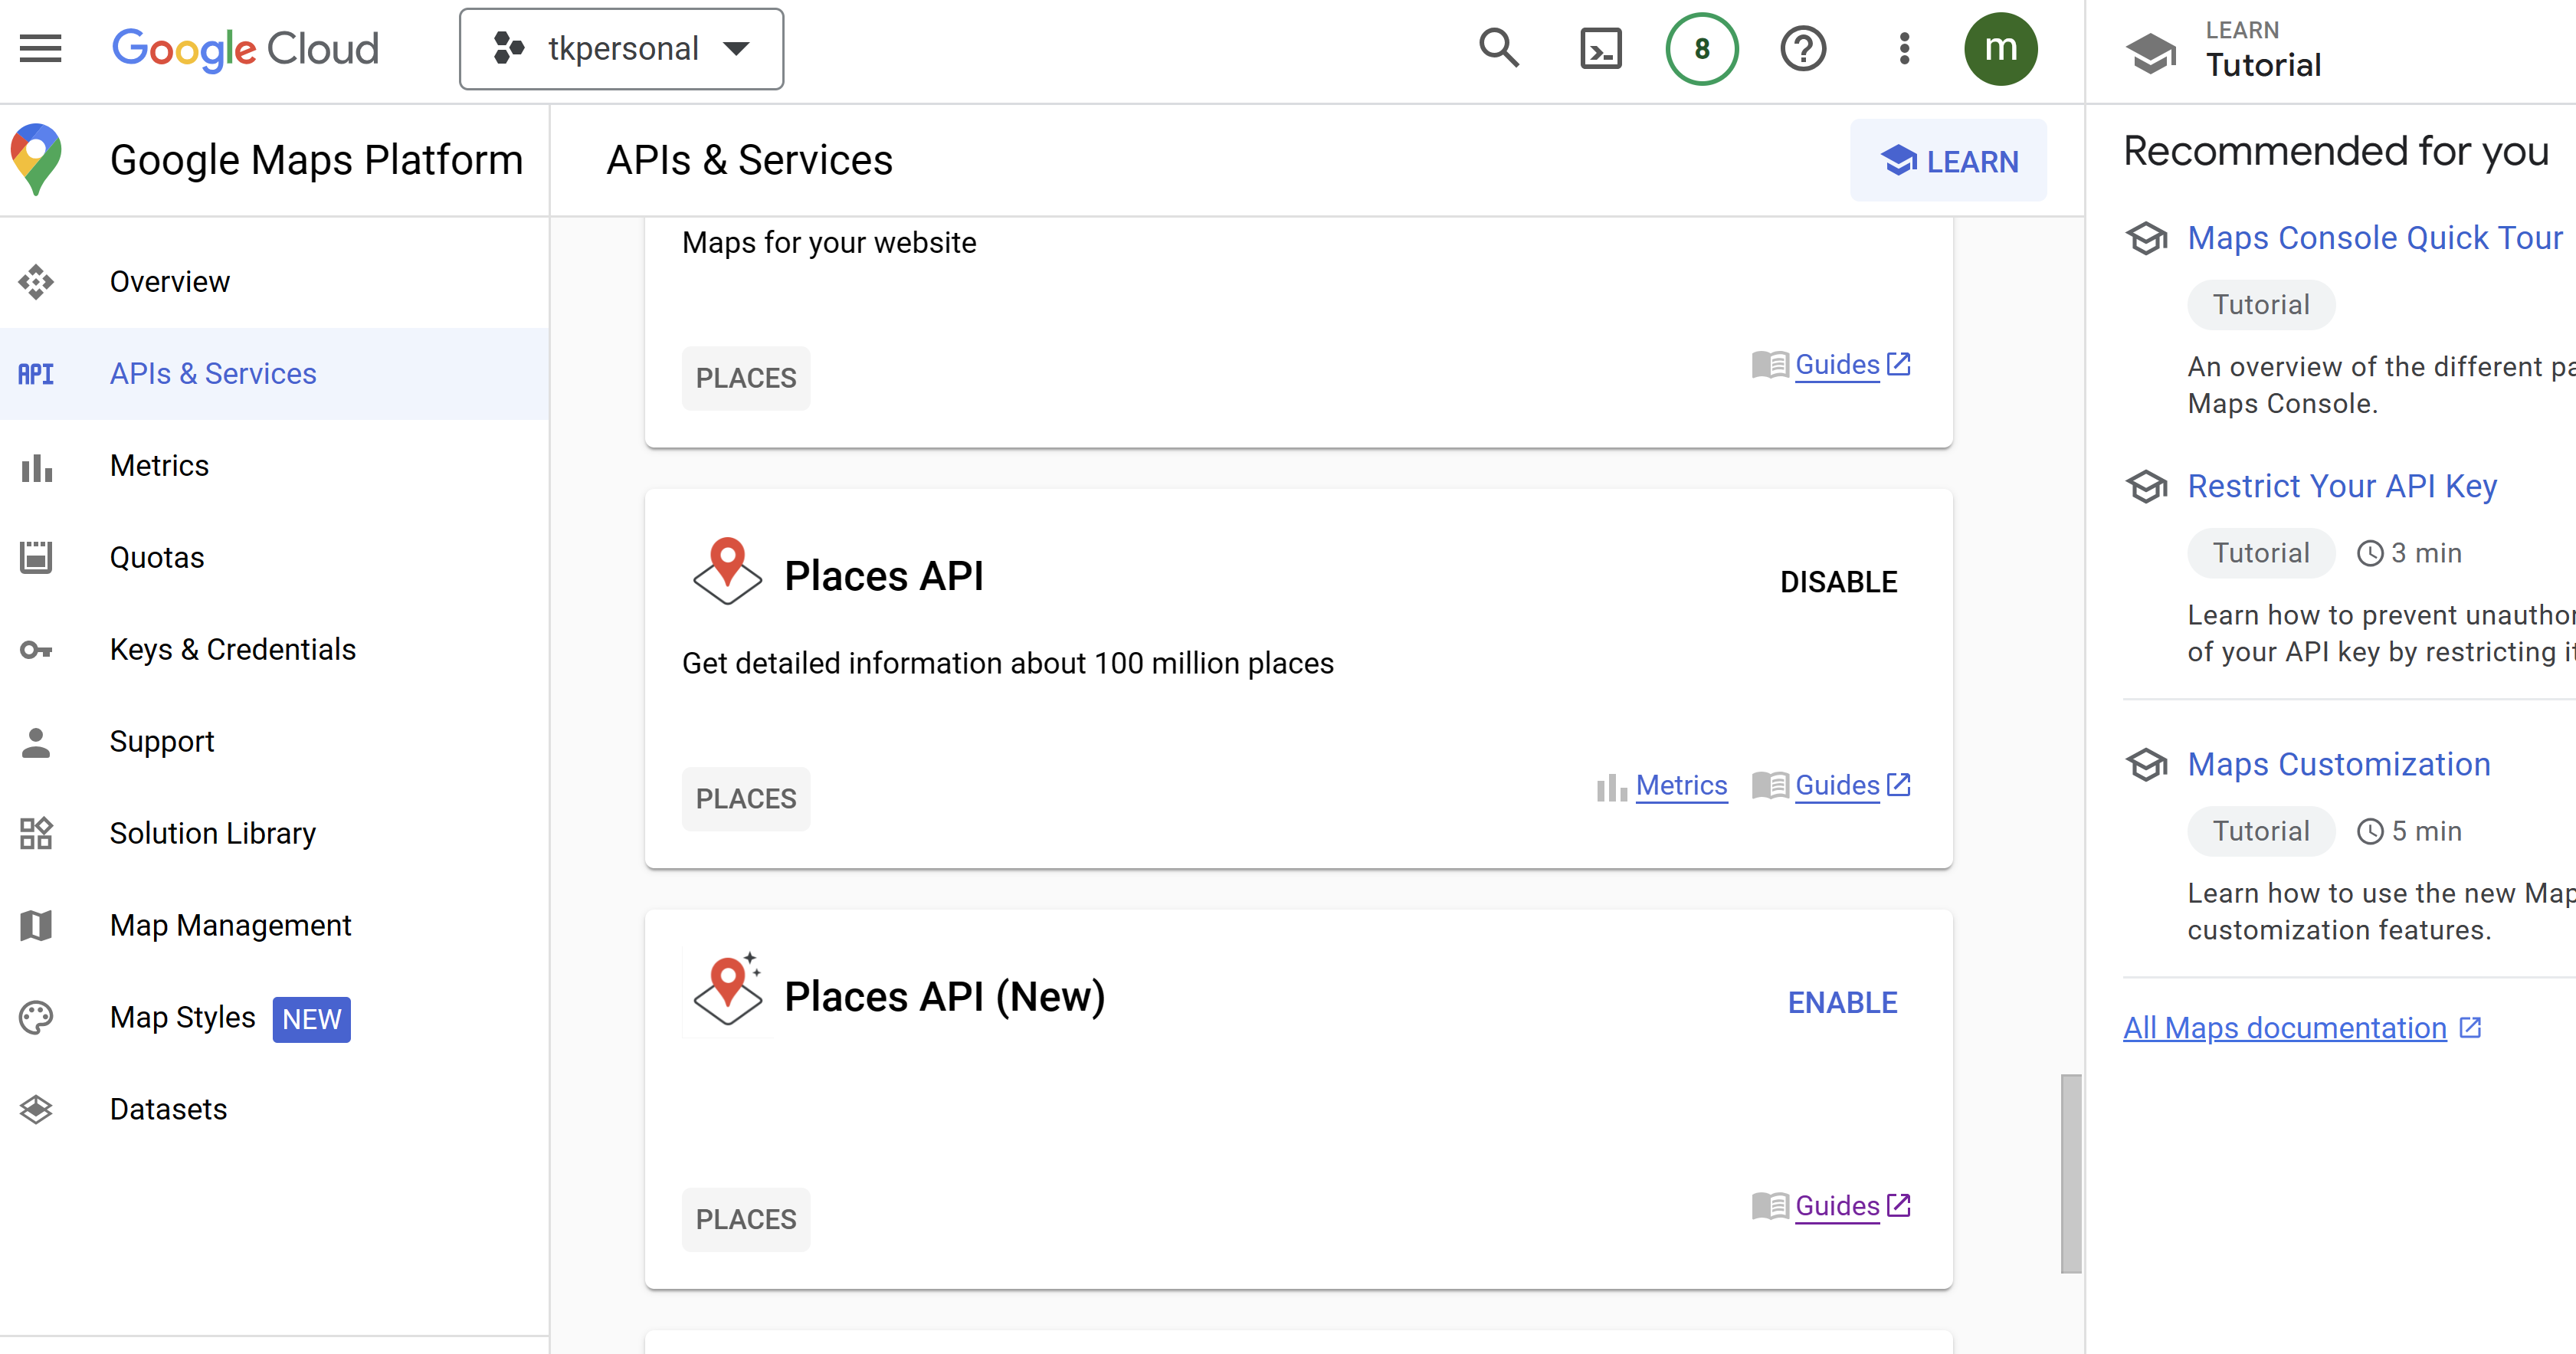 Google Cloud
tkpersonal
8
m
LEARN
Tutorial
Google Maps Platform
Overview
API
APIs & Services
Metrics
Quotas
Keys & Credentials
Support
Solution Library
Map Management
Map Styles NEW
Datasets
APIs & Services
LEARN
Maps for your website
PLACES
Guides
Places API
DISABLE
Get detailed information about 100 million places
PLACES
Metrics Guides
Places API (New)
ENABLE
PLACES
Guides
Recommended for you
Maps Console Quick Tour
Tutorial
An overview of the different
Maps Console.
Restrict Your API Key
Tutorial 3 min
Learn how to prevent
of your API key by restricting
Maps Customization
Tutorial 5 min
Learn how to use the new
customization features.
All Maps documentation